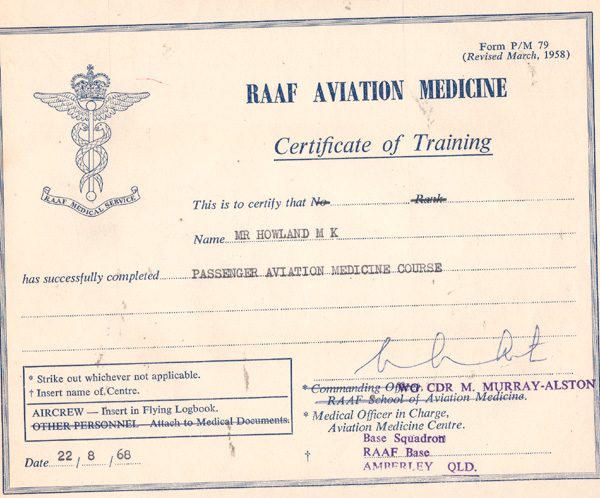 Form P/M 79
(Revised March, 1958)
RAAF AVIATION MEDICINE
Certificate of Training
RAAF MEDICAL SERVICE
This is to certify that No Rank
Name MR HOWLAND M K
has successfully completed PASSENGER AVIATION MEDICINE COURSE
* Strike out whichever not applicable.
† Insert name of Centre.
AIRCREW — Insert in Flying Logbook.
OTHER PERSONNEL — Attach to Medical Documents.
Date 22 / 8 / 68
* Commanding Officer. WG CDR M. MURRAY-ALSTON
RAAF School of Aviation Medicine.
* Medical Officer in Charge,
Aviation Medicine Centre.
† Base Squadron
RAAF Base
AMBERLEY QLD.